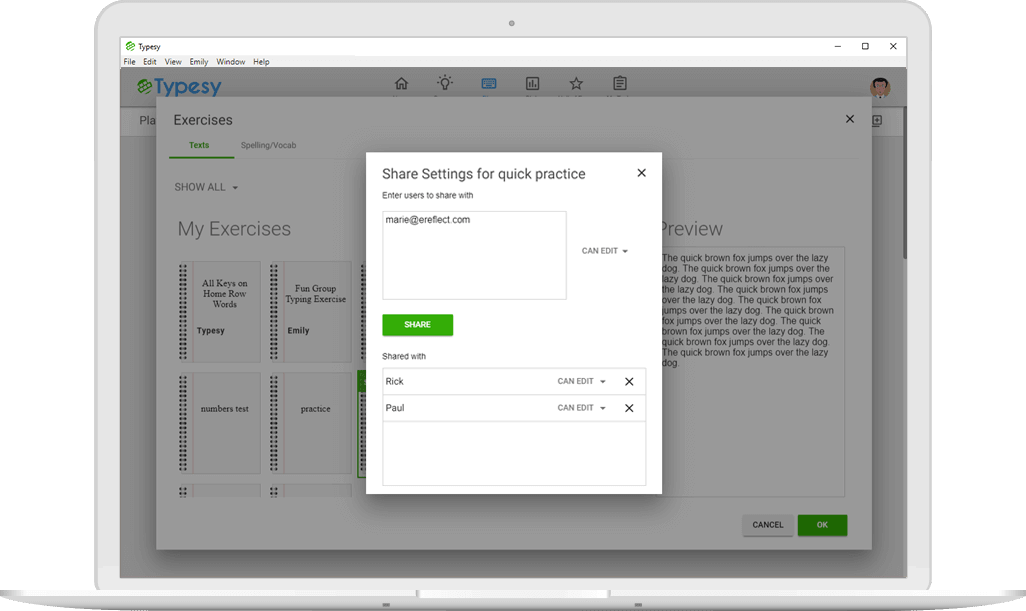 Typesy
File Edit View Emily Window Help
Typesy
Pla
Exercises
Texts Spelling/Vocab
SHOW ALL
My Exercises
All Keys on
Home Row
Words
Typesy
Fun Group
Typing Exercise
Emily
numbers test
practice
Share Settings for quick practice
Enter users to share with
marie@ereflect.com
CAN EDIT
SHARE
Shared with
Rick CAN EDIT
Paul CAN EDIT
Preview
The quick brown fox jumps over the lazy
dog. The quick brown fox jumps over the
lazy dog. The quick brown fox jumps over
the lazy dog. The quick brown fox jumps
over the lazy dog. The quick brown fox
jumps over the lazy dog. The quick brown
fox jumps over the lazy dog. The quick
brown fox jumps over the lazy dog. The
quick brown fox jumps over the lazy dog.
The quick brown fox jumps over the lazy
dog.
CANCEL
OK